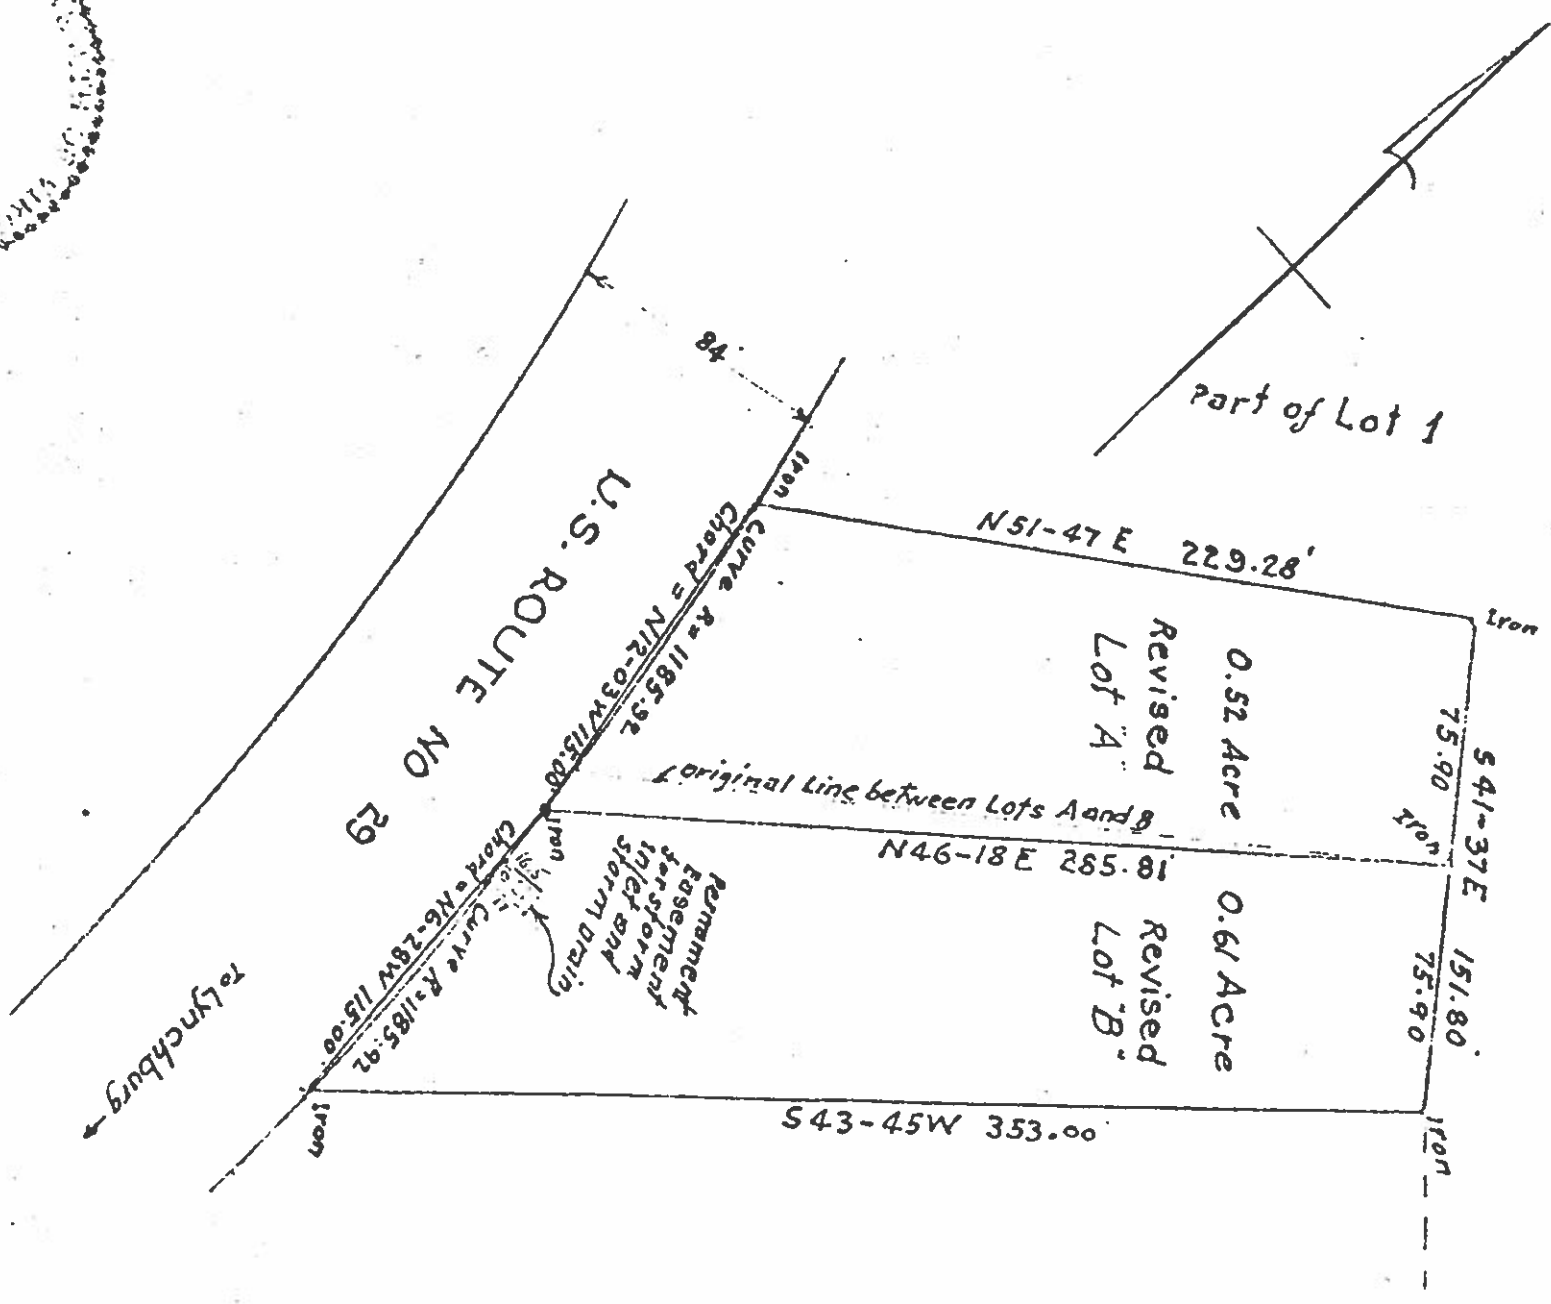 84'
Part of Lot 1
Iron
N51-47 E 229.28'
Iron
Curve R= 1185.92
Chord = N12-03W 115.00
U.S. ROUTE NO 29
0.52 Acre
Revised
Lot "A"
75.90
S41-37E 151.80'
Iron
75.90
original Line between Lots A and B
N46-18 E 285.81'
Iron
Permament
Easement
for storm
inlet and
storm Drain
0.61 Acre
Revised
Lot "B"
Chord = N6-28W 115.00
Curve R=1185.92
To Lynchburg
Iron
S43-45W 353.00'
Iron